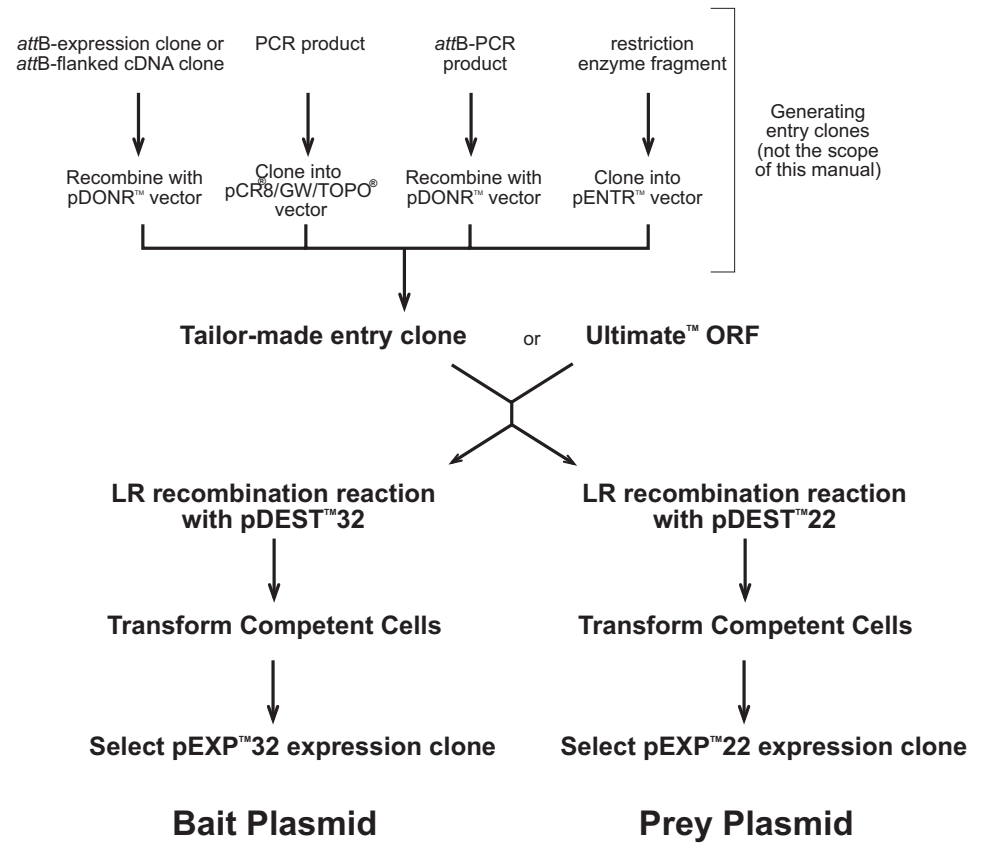 attB-expression clone or
attB-flanked cDNA clone
PCR product
attB-PCR
product
restriction
enzyme fragment
Generating
entry clones
(not the scope
of this manual)
Recombine with
pDONR™ vector
Clone into
pCR®8/GW/TOPO®
vector
Recombine with
pDONR™ vector
Clone into
pENTR™ vector
Tailor-made entry clone
or
Ultimate™ ORF
LR recombination reaction
with pDEST™32
LR recombination reaction
with pDEST™22
Transform Competent Cells
Transform Competent Cells
Select pEXP™32 expression clone
Select pEXP™22 expression clone
Bait Plasmid
Prey Plasmid